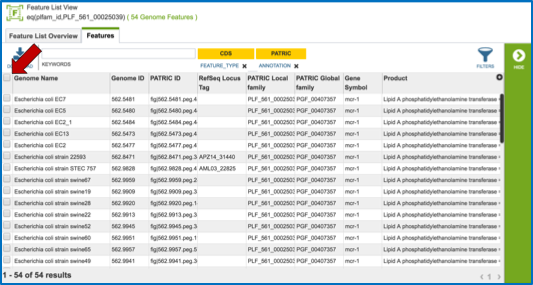 Feature List View
eq(plfam_id,PLF_561_00025039) ( 54 Genome Features )
Feature List Overview Features
CDS PATRIC
KEYWORDS FEATURE_TYPE x ANNOTATION x FILTERS HIDE
Genome Name Genome ID PATRIC ID RefSeq Locus Tag PATRIC Local family PATRIC Global family Gene Symbol Product
Escherichia coli EC7 562.5481 fig|562.5481.peg.4 PLF_561_0002503 PGF_00407357 mcr-1 Lipid A phosphatidylethanolamine transferase
Escherichia coli EC5 562.5480 fig|562.5480.peg.4 PLF_561_0002503 PGF_00407357 mcr-1 Lipid A phosphatidylethanolamine transferase
Escherichia coli EC2_1 562.5484 fig|562.5484.peg.4 PLF_561_0002503 PGF_00407357 mcr-1 Lipid A phosphatidylethanolamine transferase
Escherichia coli EC13 562.5473 fig|562.5473.peg.4 PLF_561_0002503 PGF_00407357 mcr-1 Lipid A phosphatidylethanolamine transferase
Escherichia coli EC2 562.5477 fig|562.5477.peg.4 PLF_561_0002503 PGF_00407357 mcr-1 Lipid A phosphatidylethanolamine transferase
Escherichia coli strain 22593 562.8471 fig|562.8471.peg.3 APZ14_31440 PLF_561_0002503 PGF_00407357 mcr-1 Lipid A phosphatidylethanolamine transferase
Escherichia coli strain STEC 757 562.9828 fig|562.9828.peg.4 AML03_22825 PLF_561_0002503 PGF_00407357 mcr-1 Lipid A phosphatidylethanolamine transferase
Escherichia coli strain swine67 562.9959 fig|562.9959.peg.2 PLF_561_0002503 PGF_00407357 mcr-1 Lipid A phosphatidylethanolamine transferase
Escherichia coli strain swine19 562.9909 fig|562.9909.peg.3 PLF_561_0002503 PGF_00407357 mcr-1 Lipid A phosphatidylethanolamine transferase
Escherichia coli strain swine28 562.9920 fig|562.9920.peg.1 PLF_561_0002503 PGF_00407357 mcr-1 Lipid A phosphatidylethanolamine transferase
Escherichia coli strain swine22 562.9913 fig|562.9913.peg.3 PLF_561_0002503 PGF_00407357 mcr-1 Lipid A phosphatidylethanolamine transferase
Escherichia coli strain swine52 562.9945 fig|562.9945.peg.3 PLF_561_0002503 PGF_00407357 mcr-1 Lipid A phosphatidylethanolamine transferase
Escherichia coli strain swine60 562.9951 fig|562.9951.peg.1 PLF_561_0002503 PGF_00407357 mcr-1 Lipid A phosphatidylethanolamine transferase
Escherichia coli strain swine65 562.9957 fig|562.9957.peg.5 PLF_561_0002503 PGF_00407357 mcr-1 Lipid A phosphatidylethanolamine transferase
Escherichia coli strain swine49 562.9941 fig|562.9941.peg.3 PLF_561_0002503 PGF_00407357 mcr-1 Lipid A phosphatidylethanolamine transferase
1 - 54 of 54 results 1